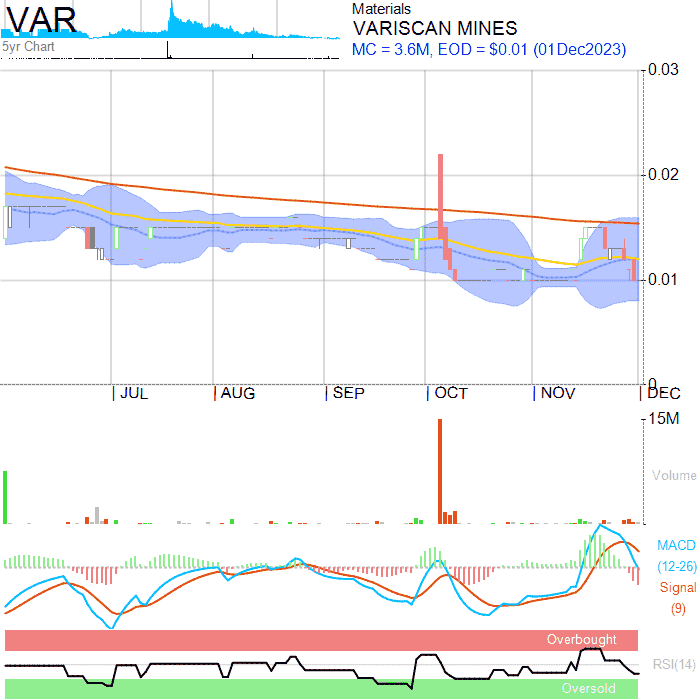 VAR
5yr Chart
Materials
VARISCAN MINES
MC = 3.6M, EOD = $0.01 (01Dec2023)
0.03
0.02
0.01
0
| JUL | AUG | SEP | OCT | NOV | DEC
15M
Volume
MACD
(12-26)
Signal
(9)
Overbought
RSI(14)
Oversold